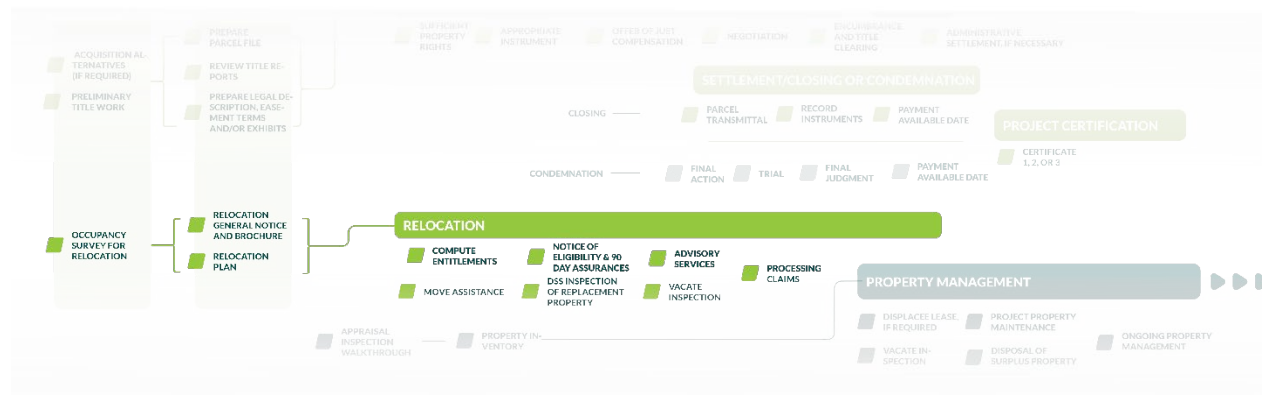 PREPARE
PARCEL FILE
SUFFICIENT
PROPERTY
RIGHTS
APPROPRIATE
INSTRUMENT
OFFER OF JUST
COMPENSATION
NEGOTIATION
ENCUMBRANCE
AND TITLE
CLEARING
ADMINISTRATIVE
SETTLEMENT, IF NECESSARY
ACQUISITION AL-
TERNATIVES
(IF REQUIRED)
REVIEW TITLE RE-
PORTS
PRELIMINARY
TITLE WORK
PREPARE LEGAL DE-
SCRIPTION, EASE-
MENT TERMS
AND/OR EXHIBITS
SETTLEMENT/CLOSING OR CONDEMNATION
CLOSING
PARCEL
TRANSMITTAL
RECORD
INSTRUMENTS
PAYMENT
AVAILABLE DATE
PROJECT CERTIFICATION
CERTIFICATE
1, 2, OR 3
CONDEMNATION
FINAL
ACTION
TRIAL
FINAL
JUDGMENT
PAYMENT
AVAILABLE DATE
OCCUPANCY
SURVEY FOR
RELOCATION
RELOCATION
GENERAL NOTICE
AND BROCHURE
RELOCATION
PLAN
RELOCATION
COMPUTE
ENTITLEMENTS
NOTICE OF
ELIGIBILITY & 90
DAY ASSURANCES
ADVISORY
SERVICES
PROCESSING
CLAIMS
MOVE ASSISTANCE
DSS INSPECTION
OF REPLACEMENT
PROPERTY
VACATE
INSPECTION
PROPERTY MANAGEMENT
DISPLACEE LEASE,
IF REQUIRED
PROJECT PROPERTY
MAINTENANCE
ONGOING PROPERTY
MANAGEMENT
VACATE IN-
SPECTION
DISPOSAL OF
SURPLUS PROPERTY
APPRAISAL
INSPECTION
WALKTHROUGH
PROPERTY IN-
VENTORY